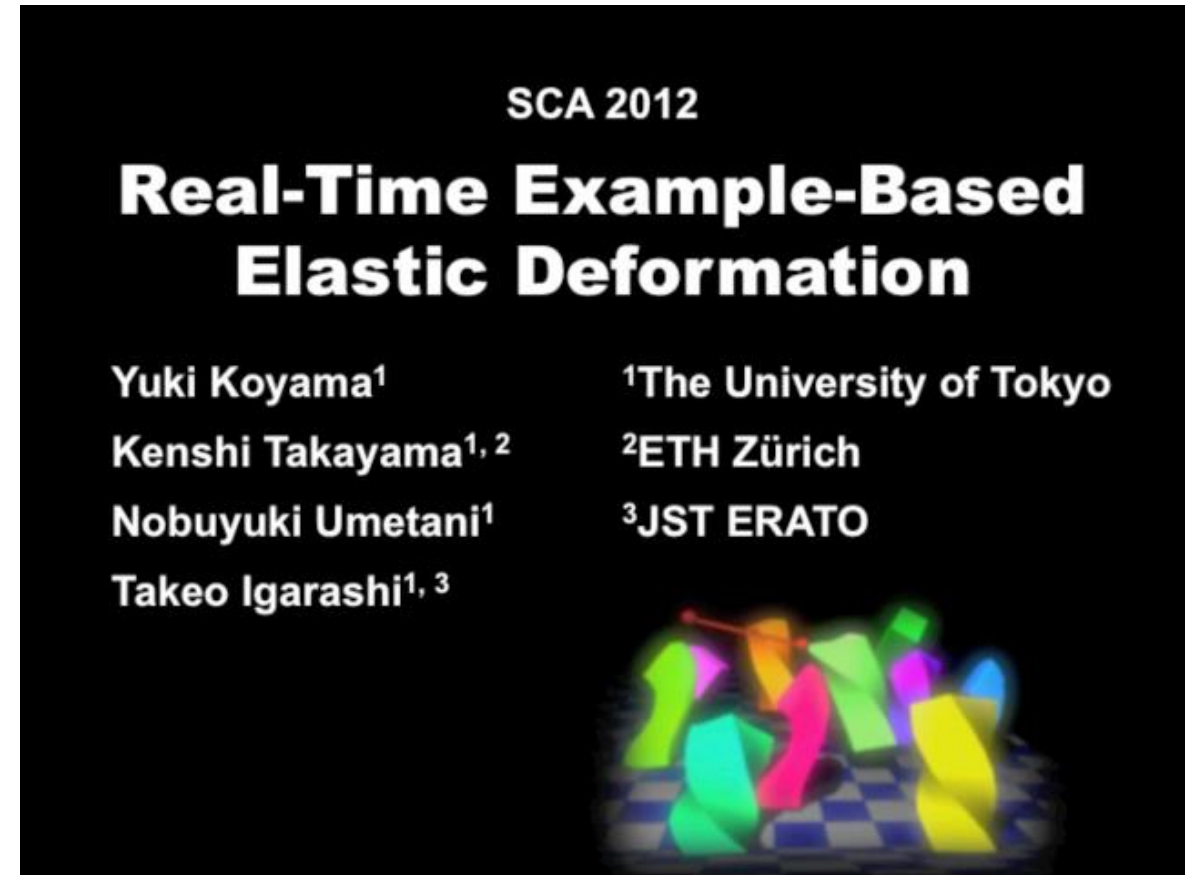 SCA 2012
Real-Time Example-Based
Elastic Deformation
Yuki Koyama¹
Kenshi Takayama¹, ²
Nobuyuki Umetani¹
Takeo Igarashi¹, ³
¹The University of Tokyo
²ETH Zürich
³JST ERATO